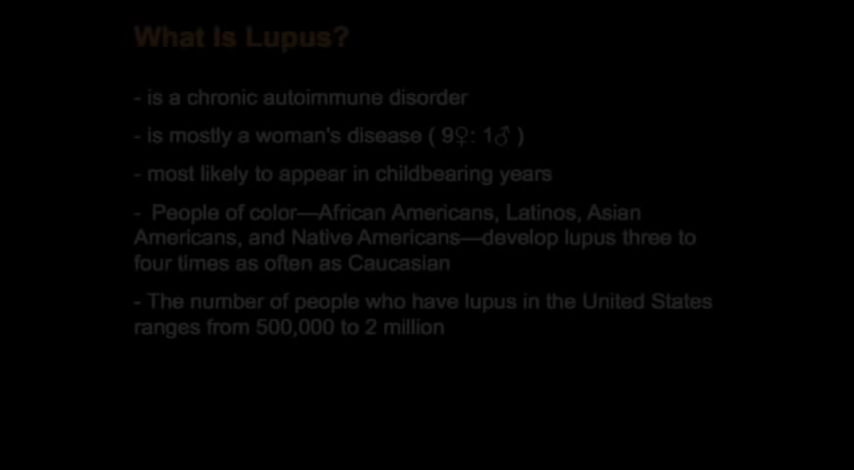 What Is Lupus?
- is a chronic autoimmune disorder
- is mostly a woman's disease ( 9♀: 1♂ )
- most likely to appear in childbearing years
-  People of color—African Americans, Latinos, Asian
Americans, and Native Americans—develop lupus three to
four times as often as Caucasian
- The number of people who have lupus in the United States
ranges from 500,000 to 2 million